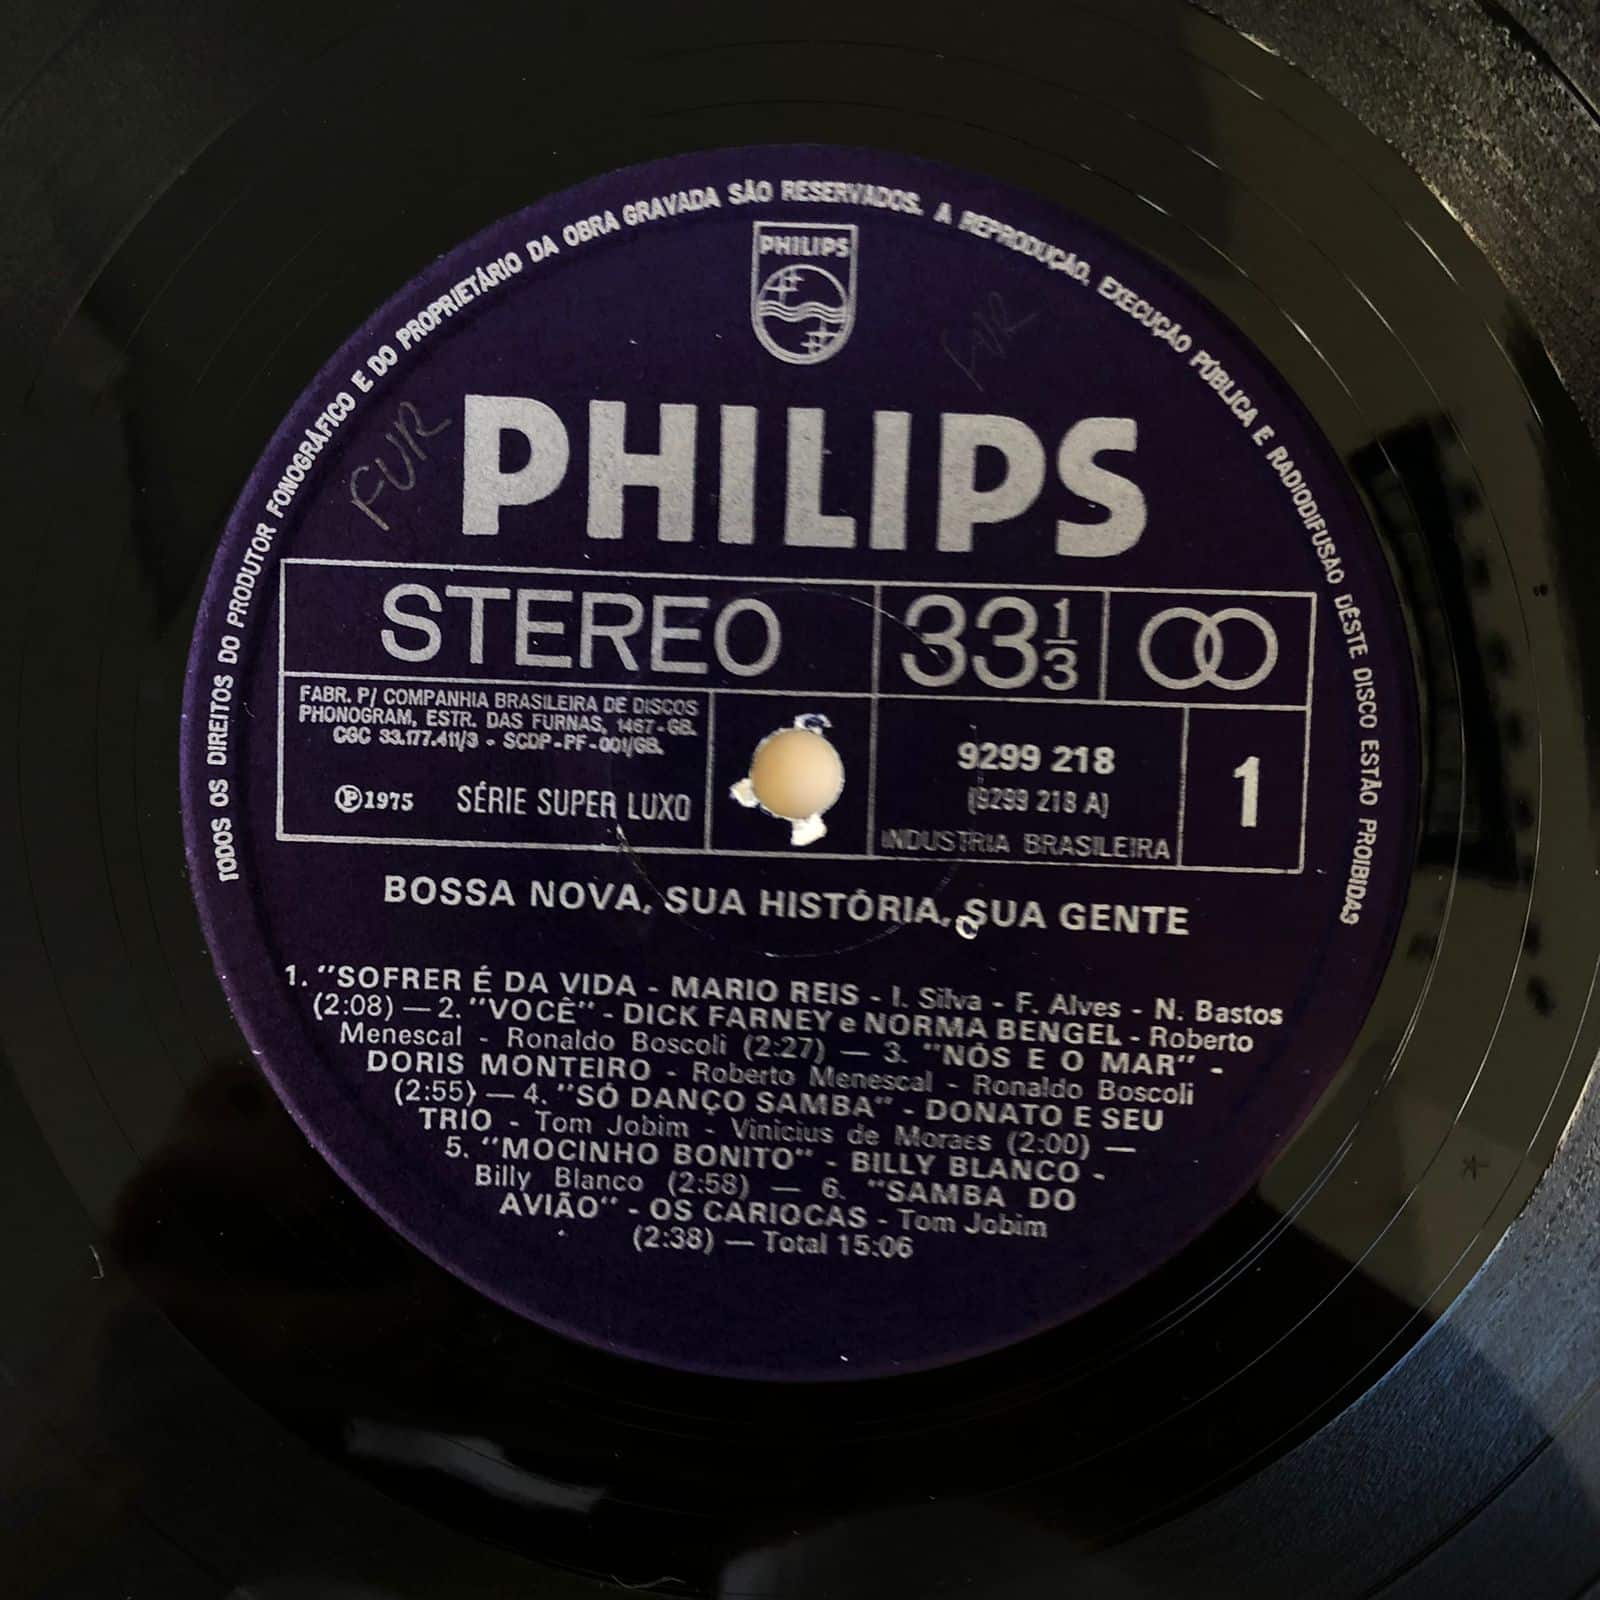 TODOS OS DIREITOS DO PRODUTOR FONOGRÁFICO E DO PROPRIETÁRIO DA OBRA GRAVADA SÃO RESERVADOS. A REPRODUÇÃO, EXECUÇÃO PÚBLICA E RADIODIFUSÃO DÊSTE DISCO ESTÃO PROIBIDAS
PHILIPS
FUR
FUR
PHILIPS
STEREO 33 1/3
FABR. P/ COMPANHIA BRASILEIRA DE DISCOS
PHONOGRAM, ESTR. DAS FURNAS, 1467-GB.
CGC 33.177.411/3 - SCDP-PF-001/GB.
Ⓟ1975 SÉRIE SUPER LUXO
9299 218
(9299 218 A)
INDUSTRIA BRASILEIRA
1
BOSSA NOVA, SUA HISTÓRIA, SUA GENTE
1. "SOFRER É DA VIDA - MARIO REIS - I. Silva - F. Alves - N. Bastos
(2:08) — 2. "VOCÊ" - DICK FARNEY e NORMA BENGEL - Roberto
Menescal - Ronaldo Boscoli (2:27) — 3. "NÓS E O MAR" -
DORIS MONTEIRO - Roberto Menescal - Ronaldo Boscoli
(2:55) — 4. "SÓ DANÇO SAMBA" - DONATO E SEU
TRIO - Tom Jobim - Vinicius de Moraes (2:00) —
5. "MOCINHO BONITO" - BILLY BLANCO -
Billy Blanco (2:58) — 6. "SAMBA DO
AVIÃO" - OS CARIOCAS - Tom Jobim
(2:38) — Total 15:06